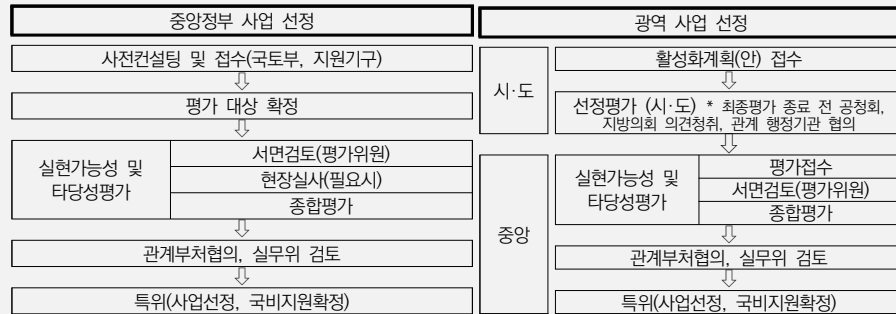 중앙정부 사업 선정
사전컨설팅 및 접수(국토부, 지원기구)
평가 대상 확정
실현가능성 및
타당성평가
서면검토(평가위원)
현장실사(필요시)
종합평가
관계부처협의, 실무위 검토
특위(사업선정, 국비지원확정)
광역 사업 선정
시·도
활성화계획(안) 접수
선정평가 (시·도) * 최종평가 종료 전 공청회,
지방의회 의견청취, 관계 행정기관 협의
중앙
실현가능성 및
타당성평가
평가접수
서면검토(평가위원)
종합평가
관계부처협의, 실무위 검토
특위(사업선정, 국비지원확정)